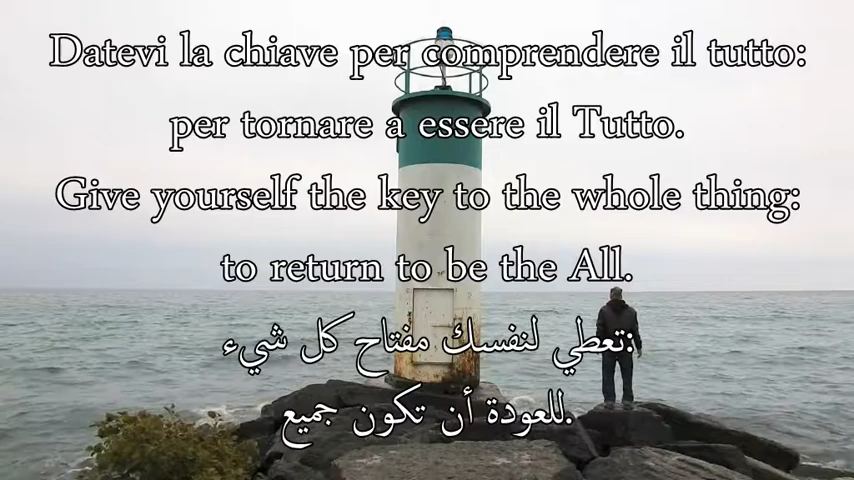 Datevi la chiave per comprendere il tutto:
per tornare a essere il Tutto.
Give yourself the key to the whole thing:
to return to be the All.
تعطي لنفسك مفتاح كل شيء:
للعودة أن تكون جميع.